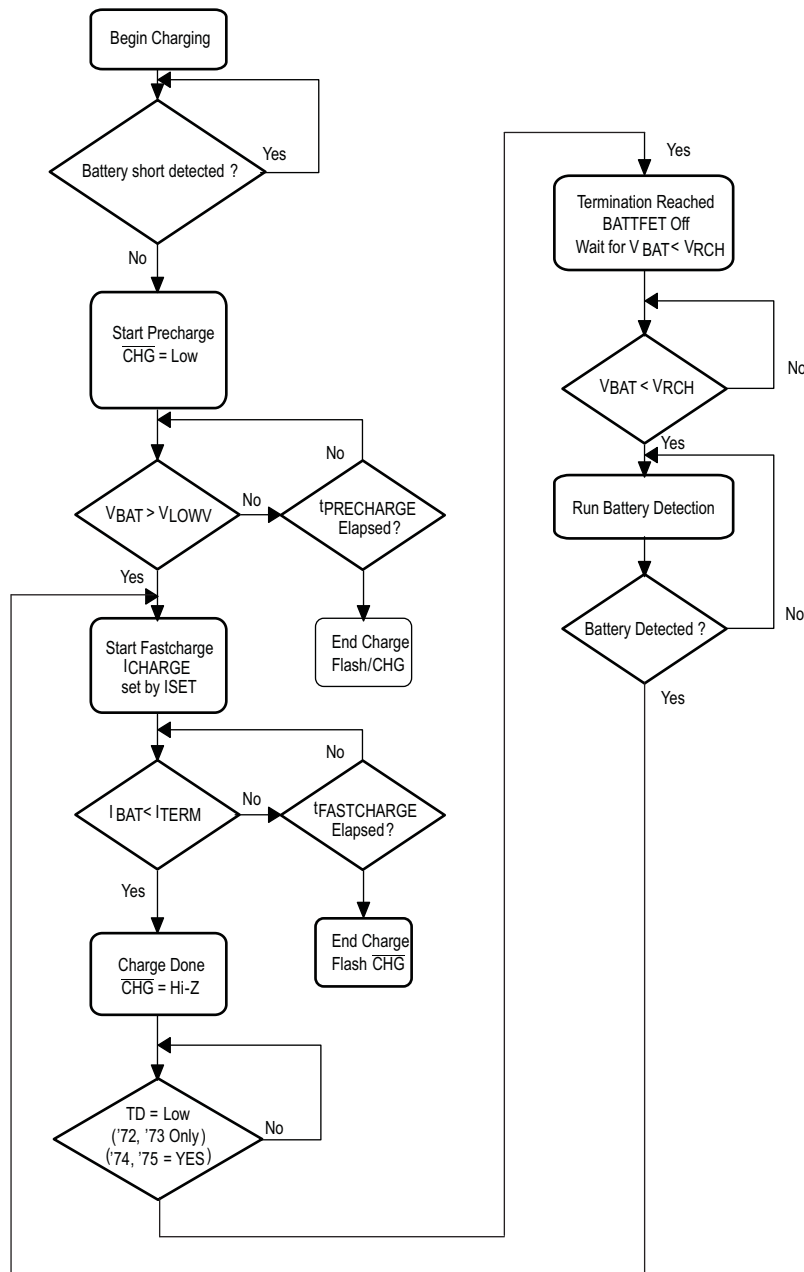 Begin Charging
Battery short detected ?
Yes
No
Start Precharge
CHG = Low
VBAT > VLOWV
No
No
tPRECHARGE
Elapsed?
Yes
Start Fastcharge
ICHARGE
set by ISET
End Charge
Flash/CHG
IBAT< ITERM
No
No
tFASTCHARGE
Elapsed?
Yes
Charge Done
CHG = Hi-Z
End Charge
Flash CHG
TD = Low
('72, '73 Only)
('74, '75 = YES)
No
Yes
Termination Reached
BATTFET Off
Wait for VBAT< VRCH
VBAT < VRCH
No
Yes
Run Battery Detection
Battery Detected ?
No
Yes